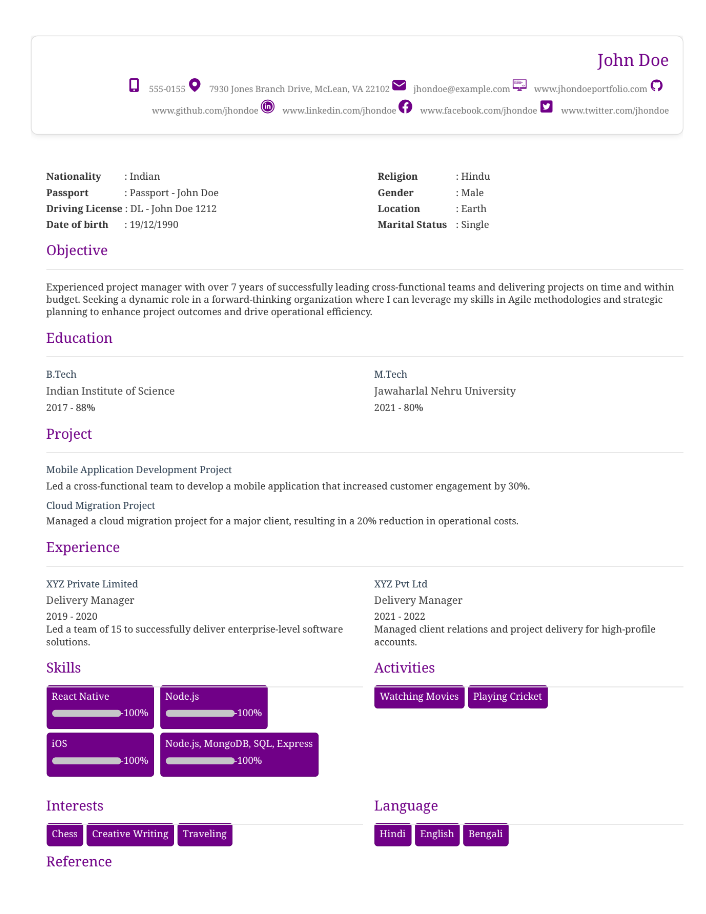 John Doe
555-0155 7930 Jones Branch Drive, McLean, VA 22102 jhondoe@example.com www.jhondoeportfolio.com
www.github.com/jhondoe www.linkedin.com/jhondoe www.facebook.com/jhondoe www.twitter.com/jhondoe
Nationality : Indian
Passport : Passport - John Doe
Driving License : DL - John Doe 1212
Date of birth : 19/12/1990
Religion : Hindu
Gender : Male
Location : Earth
Marital Status : Single
Objective
Experienced project manager with over 7 years of successfully leading cross-functional teams and delivering projects on time and within
budget. Seeking a dynamic role in a forward-thinking organization where I can leverage my skills in Agile methodologies and strategic
planning to enhance project outcomes and drive operational efficiency.
Education
B.Tech
Indian Institute of Science
2017 - 88%
M.Tech
Jawaharlal Nehru University
2021 - 80%
Project
Mobile Application Development Project
Led a cross-functional team to develop a mobile application that increased customer engagement by 30%.
Cloud Migration Project
Managed a cloud migration project for a major client, resulting in a 20% reduction in operational costs.
Experience
XYZ Private Limited
Delivery Manager
2019 - 2020
Led a team of 15 to successfully deliver enterprise-level software
solutions.
XYZ Pvt Ltd
Delivery Manager
2021 - 2022
Managed client relations and project delivery for high-profile
accounts.
Skills
React Native
-100%
Node.js
-100%
iOS
-100%
Node.js, MongoDB, SQL, Express
-100%
Activities
Watching Movies Playing Cricket
Interests
Chess Creative Writing Traveling
Language
Hindi English Bengali
Reference